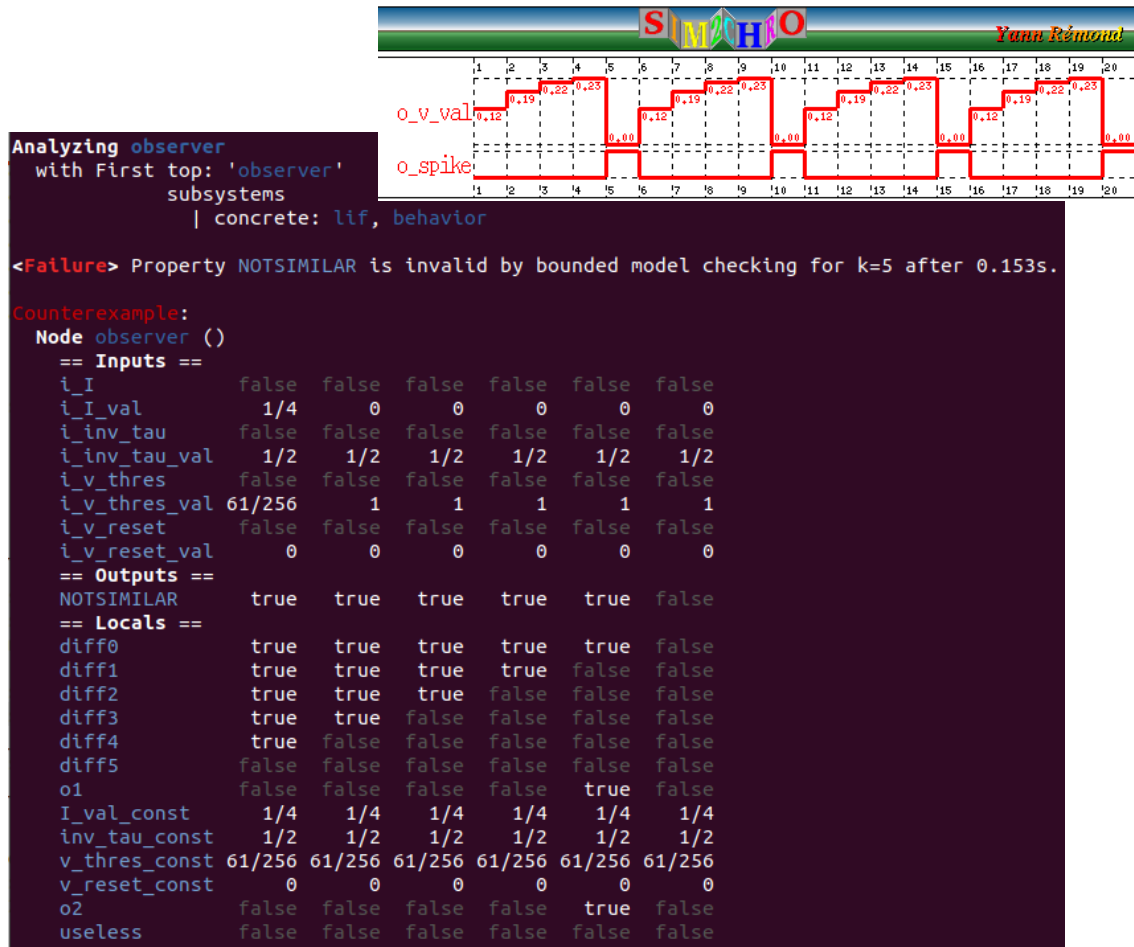 SIM2CHRO
Yann Rémond
1 2 3 4 5 6 7 8 9 10 11 12 13 14 15 16 17 18 19 20
o_v_val 0.12 0.19 0.22 0.23 0.00 0.12 0.19 0.22 0.23 0.00 0.12 0.19 0.22 0.23 0.00 0.12 0.19 0.22 0.23 0.00
o_spike
1 2 3 4 5 6 7 8 9 10 11 12 13 14 15 16 17 18 19 20
Analyzing observer
with First top: 'observer'
subsystems
| concrete: lif, behavior
<Failure> Property NOTSIMILAR is invalid by bounded model checking for k=5 after 0.153s.
Counterexample:
Node observer ()
== Inputs ==
i_I false false false false false false
i_I_val 1/4 0 0 0 0 0
i_inv_tau false false false false false false
i_inv_tau_val 1/2 1/2 1/2 1/2 1/2 1/2
i_v_thres false false false false false false
i_v_thres_val 61/256 1 1 1 1 1
i_v_reset false false false false false false
i_v_reset_val 0 0 0 0 0 0
== Outputs ==
NOTSIMILAR true true true true true false
== Locals ==
diff0 true true true true true false
diff1 true true true true false false
diff2 true true true false false false
diff3 true true false false false false
diff4 true false false false false false
diff5 false false false false false false
o1 false false false false true false
I_val_const 1/4 1/4 1/4 1/4 1/4 1/4
inv_tau_const 1/2 1/2 1/2 1/2 1/2 1/2
v_thres_const 61/256 61/256 61/256 61/256 61/256 61/256
v_reset_const 0 0 0 0 0 0
o2 false false false false true false
useless false false false false false false